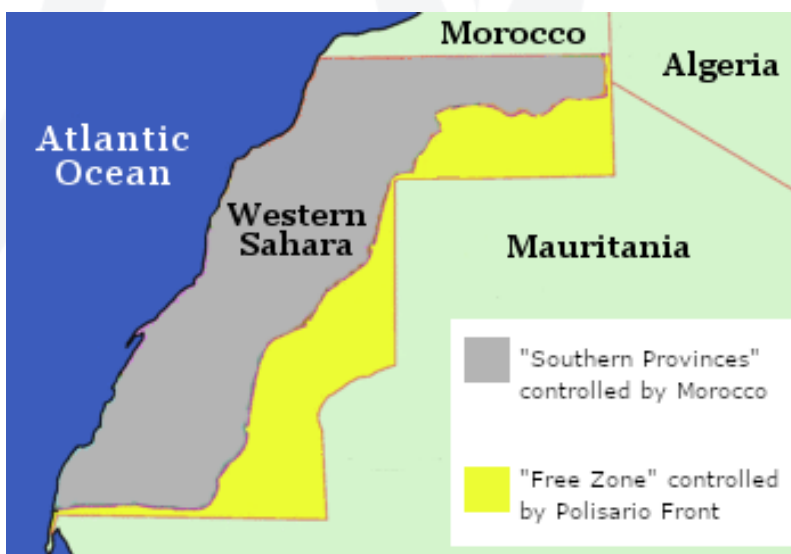 Morocco
Algeria
Atlantic
Ocean
Western
Sahara
Mauritania
"Southern Provinces"
controlled by Morocco
"Free Zone" controlled
by Polisario Front